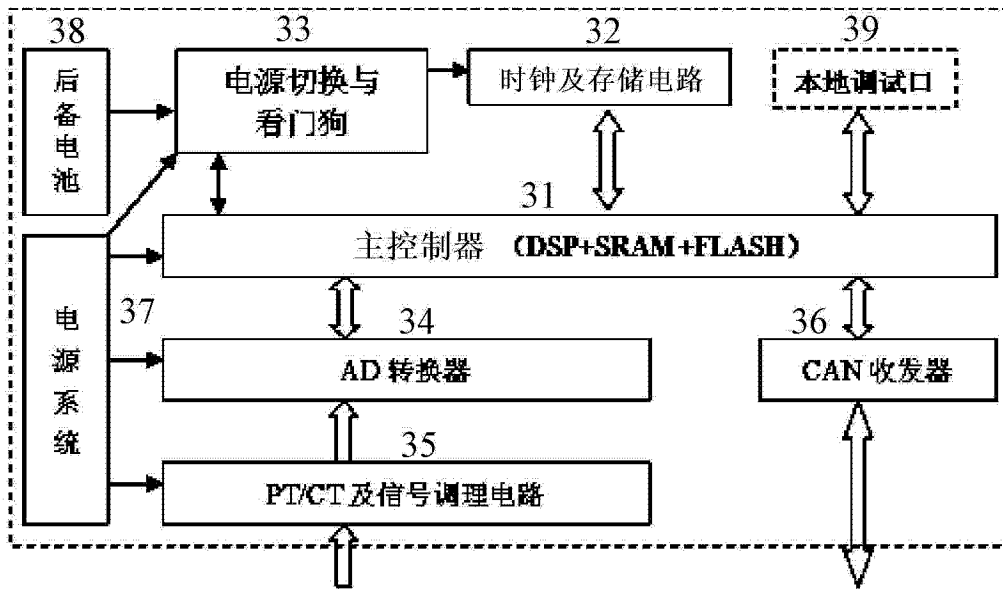 38
33
32
39
后备电池
电源切换与
看门狗
时钟及存储电路
本地调试口
31
主控制器（DSP+SRAM+FLASH）
电源系统
37
34
36
AD 转换器
CAN 收发器
35
PT/CT 及信号调理电路